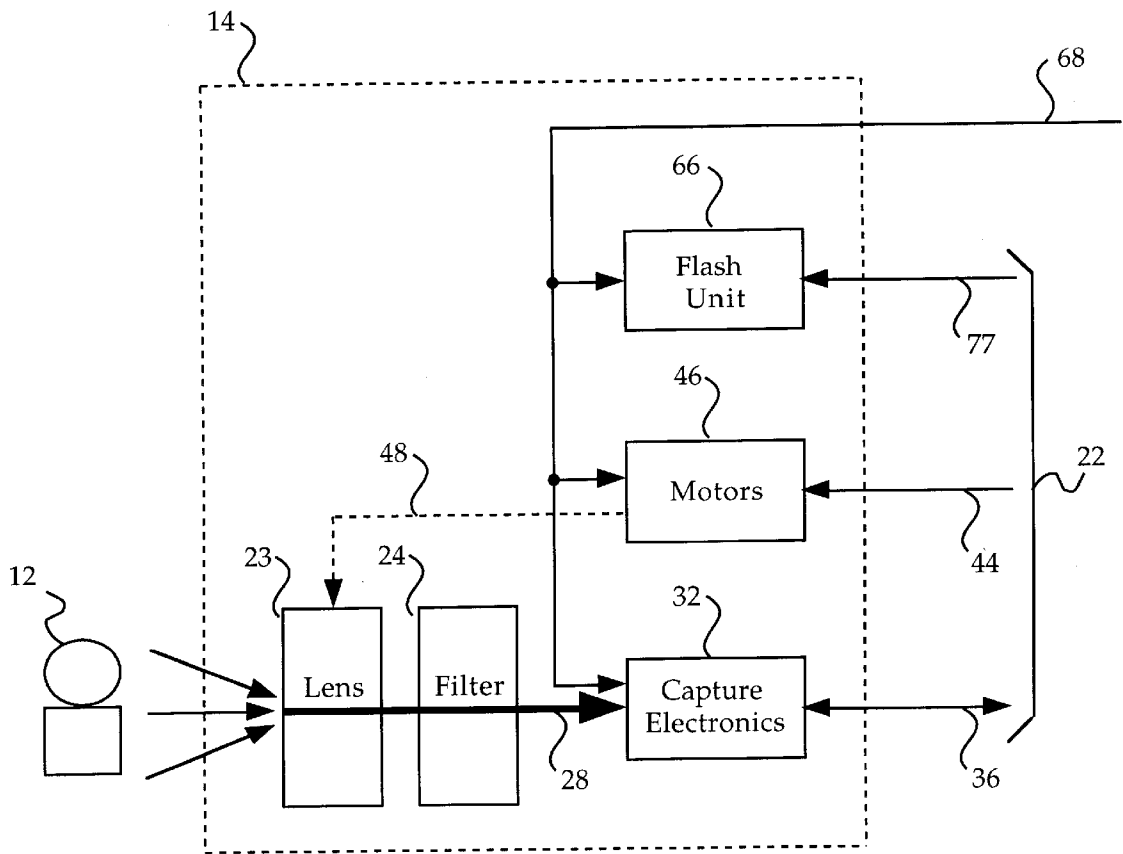 14
68
66
Flash
Unit
77
46
48
Motors
22
44
23
24
12
32
Lens
Filter
Capture
Electronics
28
36